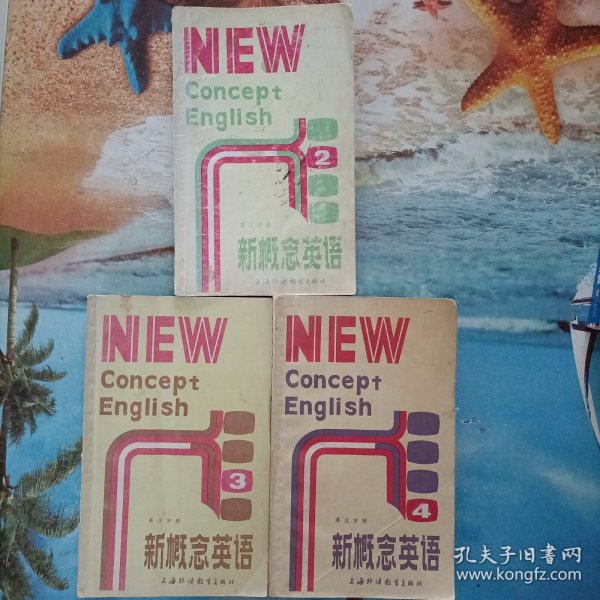 NEW
Concept
English
2
英汉对照
新概念英语
上海外语教育出版社
NEW
Concept
English
3
英汉对照
新概念英语
上海外语教育出版社
NEW
Concept
English
4
英汉对照
新概念英语
上海外语教育出版社
孔夫子旧书网
www.kongfz.com